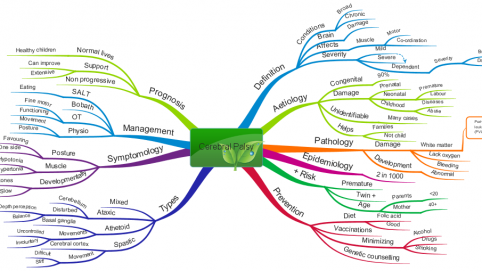 Cerebral Palsy
Definition
Conditions
Broad
Chronic
Brain
Damage
Affects
Muscle
Motor
Co-ordination
Severity
Mild
Severe
Dependent
Severity
Aetiology
Congenital
50%
Damage
Prenatal
Neonatal
Premature
Labour
Childhood
Diseases
Abuse
Unidentifiable
Many cases
Helps
Families
Not child
Pathology
Damage
White matter
Development
Lack oxygen
Bleeding
Abnormal
Epidemiology
2 in 1000
+ Risk
Premature
Twin +
Age
Parents
<20
Mother
40+
Prevention
Diet
Folic acid
Good
Vaccinations
Minimizing
Alcohol
Drugs
Smoking
Genetic counselling
Prognosis
Normal lives
Healthy children
Support
Can improve
Extensive
Non progressive
Management
SALT
Eating
Bobath
OT
Fine motor
Functioning
Physio
Movement
Posture
Symptomology
Posture
Favouring
one side
Muscle
Hypotonia
Hypertonia
Developmental
Slow
Types
Mixed
Ataxic
Cerebellum
Disturbed
Depth perception
Balance
Athetoid
Basal ganglia
Movements
Uncontrolled
Involuntary
Spastic
Cerebral cortex
Movement
Difficult
Stiff